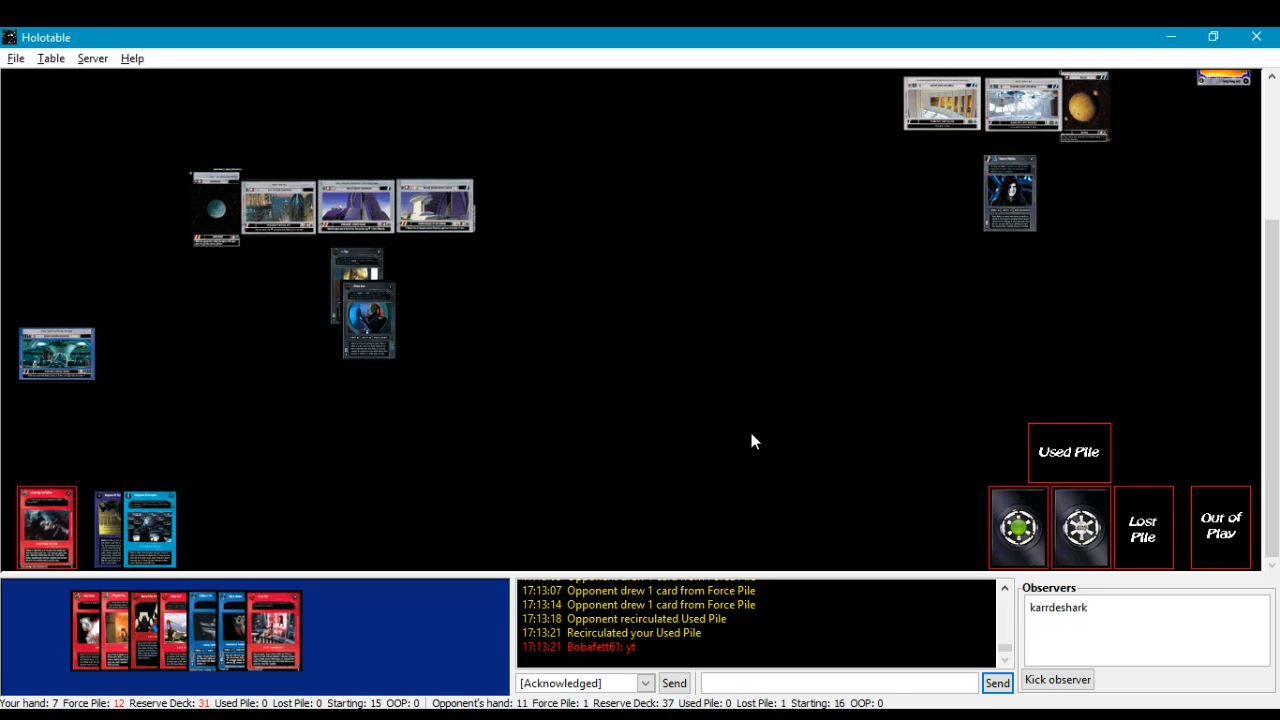 Holotable
File Table Server Help
Used Pile
Lost Pile
Out of Play
17:13:07 Opponent drew 1 card from Force Pile
17:13:14 Opponent drew 1 card from Force Pile
17:13:18 Opponent recirculated Used Pile
17:13:21 Recirculated your Used Pile
17:13:21 Bobafett61: yt
[Acknowledged] Send
Send
Observers
karrdeshark
Kick observer
Your hand: 7 Force Pile: 12 Reserve Deck: 31 Used Pile: 0 Lost Pile: 0 Starting: 15 OOP: 0 Opponent's hand: 11 Force Pile: 1 Reserve Deck: 37 Used Pile: 0 Lost Pile: 1 Starting: 16 OOP: 0